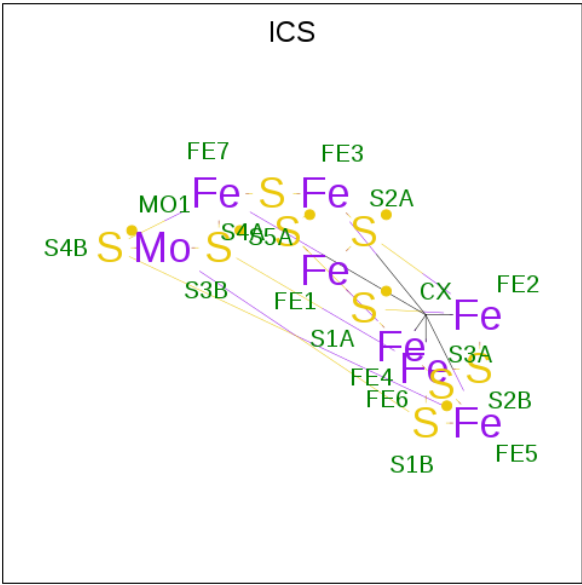 ICS
FE7
FE3
Fe
S
Fe
S2A
MO1
S4A
S5A
S
S
S4B
S
Mo
S
Fe
CX
FE2
S3B
FE1
S
Fe
S1A
Fe
S3A
FE4
Fe
S
S
FE6
S2B
S
Fe
S1B
FE5